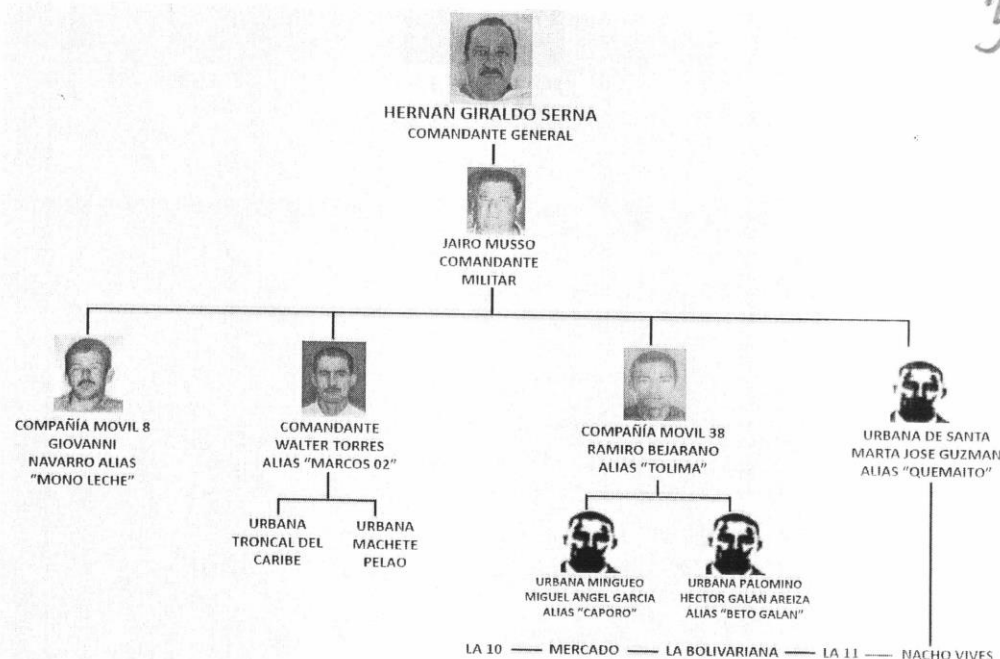 HERNAN GIRALDO SERNA
COMANDANTE GENERAL
JAIRO MUSSO
COMANDANTE
MILITAR
COMPAÑÍA MOVIL 8
GIOVANNI
NAVARRO ALIAS
"MONO LECHE"
COMANDANTE
WALTER TORRES
ALIAS "MARCOS 02"
COMPAÑÍA MOVIL 38
RAMIRO BEJARANO
ALIAS "TOLIMA"
URBANA DE SANTA
MARTA JOSE GUZMAN
ALIAS "QUEMAITO"
URBANA
TRONCAL DEL
CARIBE
URBANA
MACHETE
PELAO
URBANA MINGUEO
MIGUEL ANGEL GARCIA
ALIAS "CAPORO"
URBANA PALOMINO
HECTOR GALAN AREIZA
ALIAS "BETO GALAN"
LA 10 — MERCADO — LA BOLIVARIANA — LA 11 — NACHO VIVES